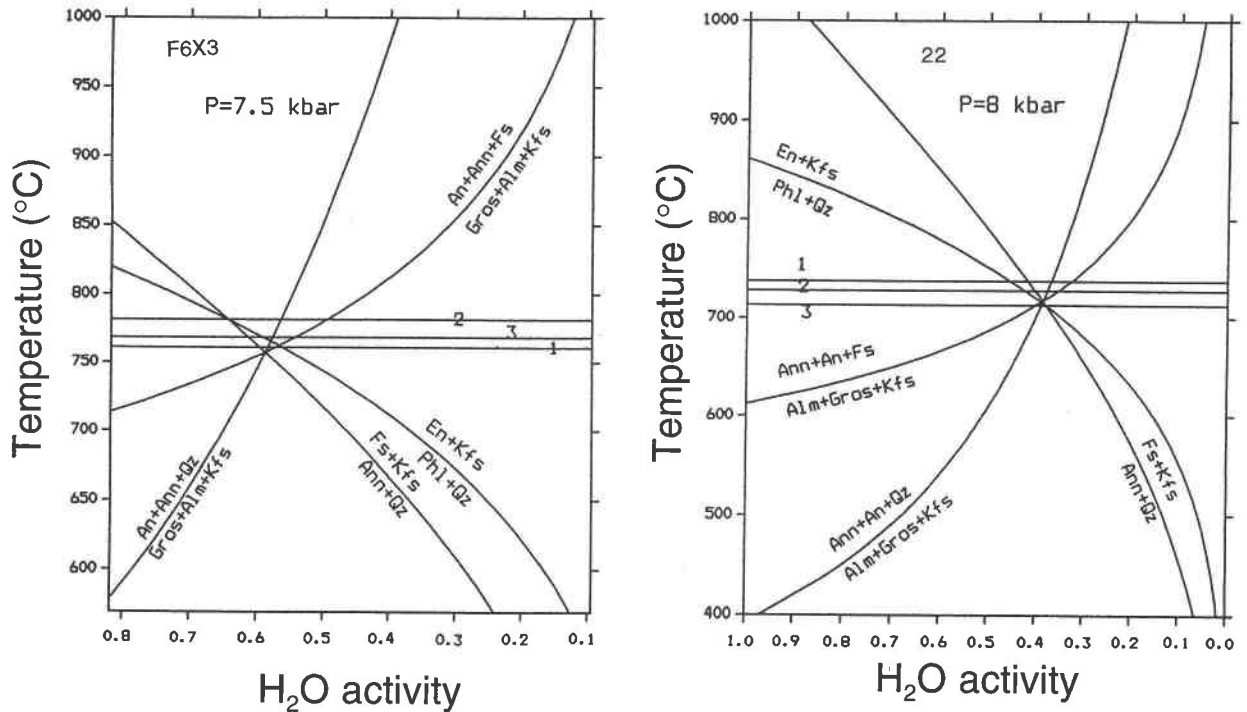 F6X3
P=7.5 kbar
Temperature (°C)
1000
950
900
850
800
750
700
650
600
An+Ann+Fs
Gros+Alm+Kfs
2
3
1
En+Kfs
Phl+Qz
Fs+Kfs
Ann+Qz
An+Ann+Qz
Gros+Alm+Kfs
0.8 0.7 0.6 0.5 0.4 0.3 0.2 0.1
H₂O activity
22
P=8 kbar
Temperature (°C)
1000
900
800
700
600
500
400
En+Kfs
Phl+Qz
1
2
3
Ann+An+Fs
Alm+Gros+Kfs
Ann+An+Qz
Alm+Gros+Kfs
Fs+Kfs
Ann+Qz
1.0 0.9 0.8 0.7 0.6 0.5 0.4 0.3 0.2 0.1 0.0
H₂O activity